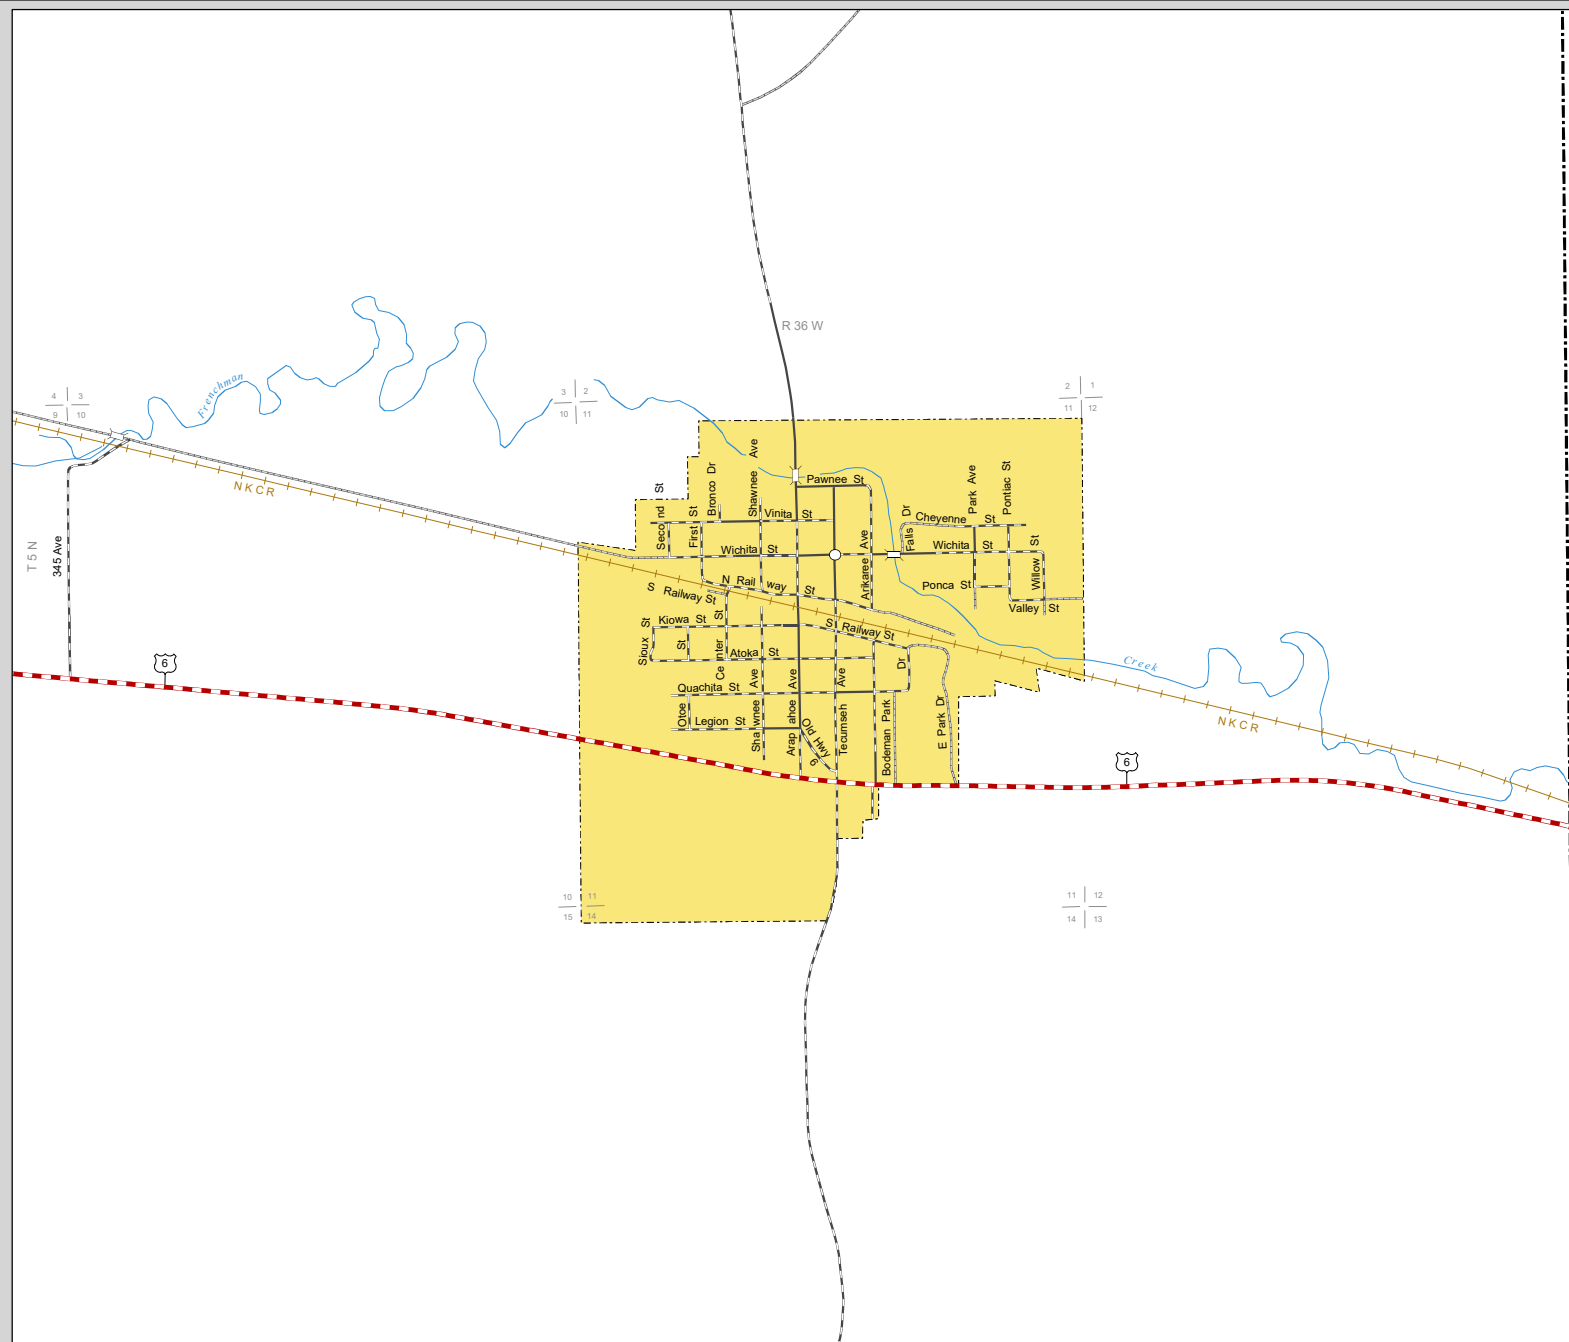 R 36 W
Frenchman
4 3
9 10
3 2
10 11
2 1
11 12
NKCR
T 5 N
345 Ave
Second St
First St
Bronco Dr
Shawnee Ave
Pawnee St
Vinita St
Wichita St
Arikaree Ave
Falls Dr
Cheyenne St
Park Ave
Pontiac St
Wichita St
Willow St
Ponca St
Valley St
N Railway St
S Railway St
Kiowa St
S Railway St
Sioux St
St
Center St
Atoka St
Quachita St
Otoe
Legion St
Shawnee Ave
Arapahoe Ave
Old Hwy 6
Tecumseh Ave
Bodeman Park Dr
E Park Dr
Creek
NKCR
6
6
10 11
15 14
11 12
14 13